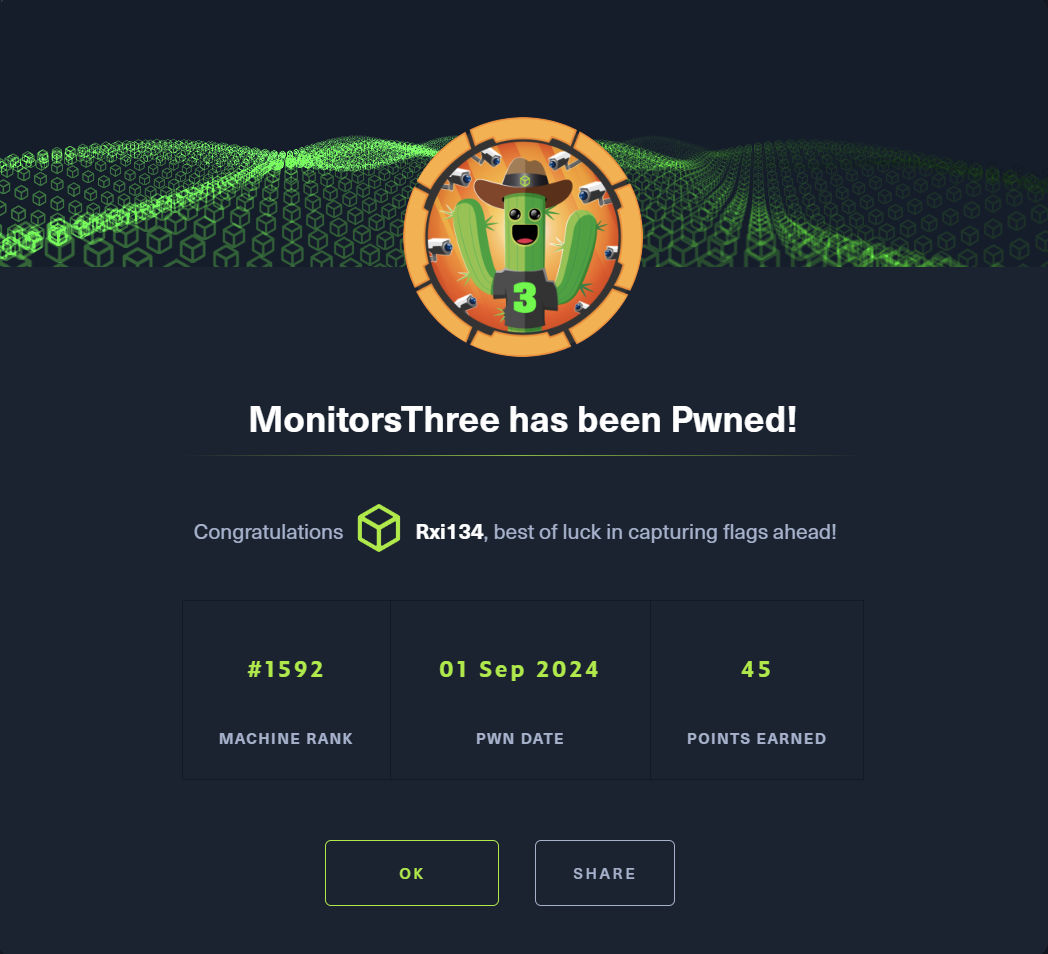 3
MonitorsThree has been Pwned!
Congratulations Rxi134, best of luck in capturing flags ahead!
#1592 01 Sep 2024 45
MACHINE RANK PWN DATE POINTS EARNED
OK SHARE